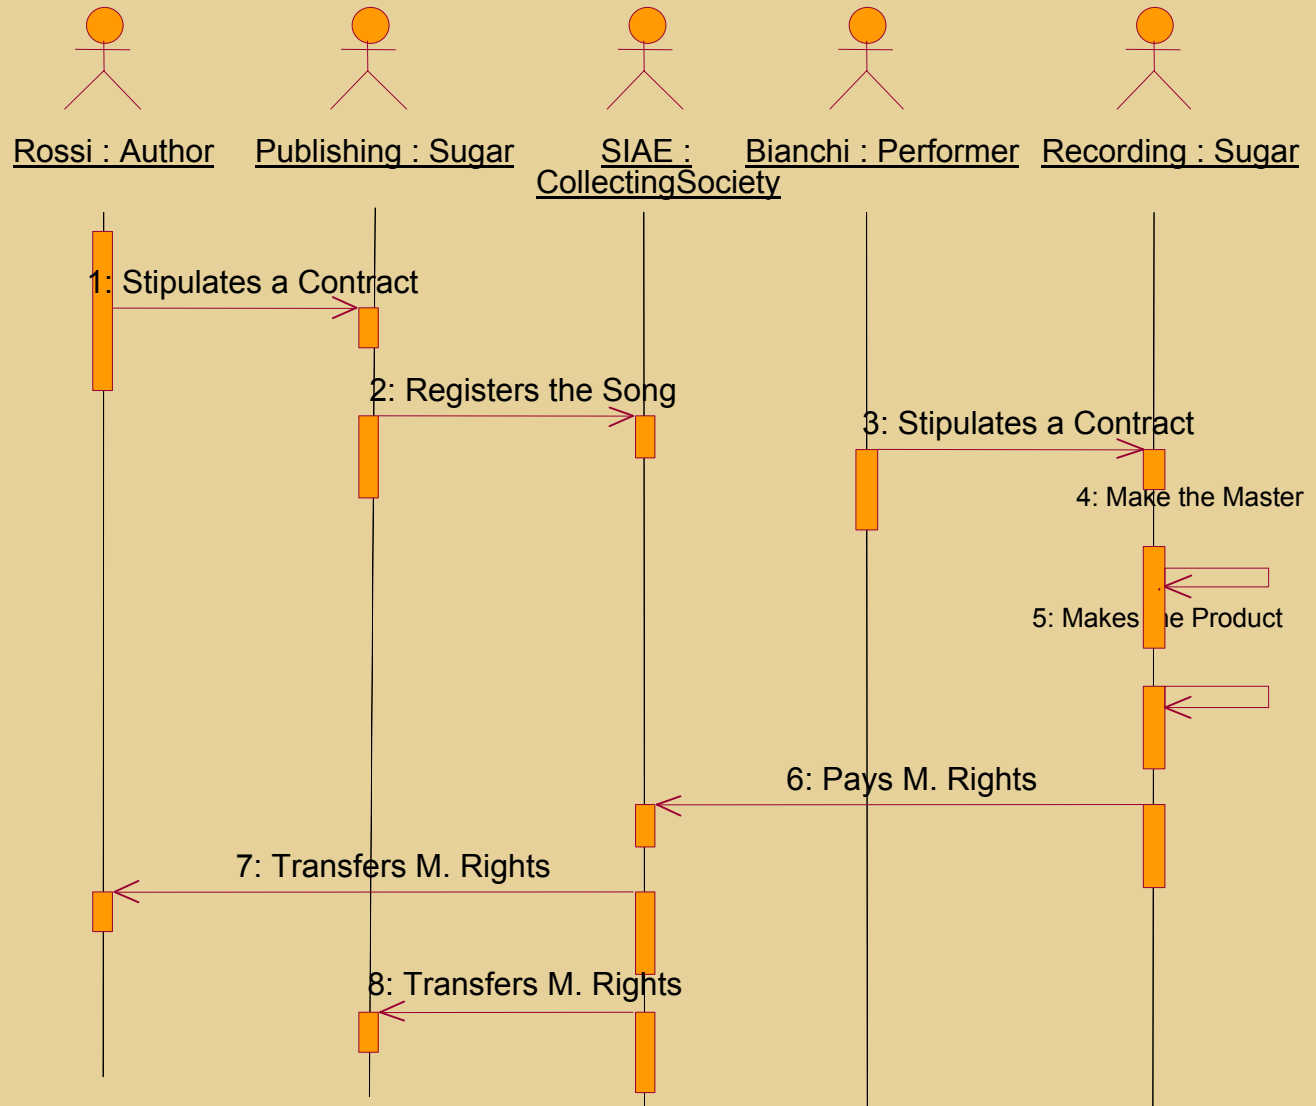 Rossi : Author
Publishing : Sugar
SIAE :
CollectingSociety
Bianchi : Performer
Recording : Sugar
1: Stipulates a Contract
2: Registers the Song
3: Stipulates a Contract
4: Make the Master
5: Makes the Product
6: Pays M. Rights
7: Transfers M. Rights
8: Transfers M. Rights